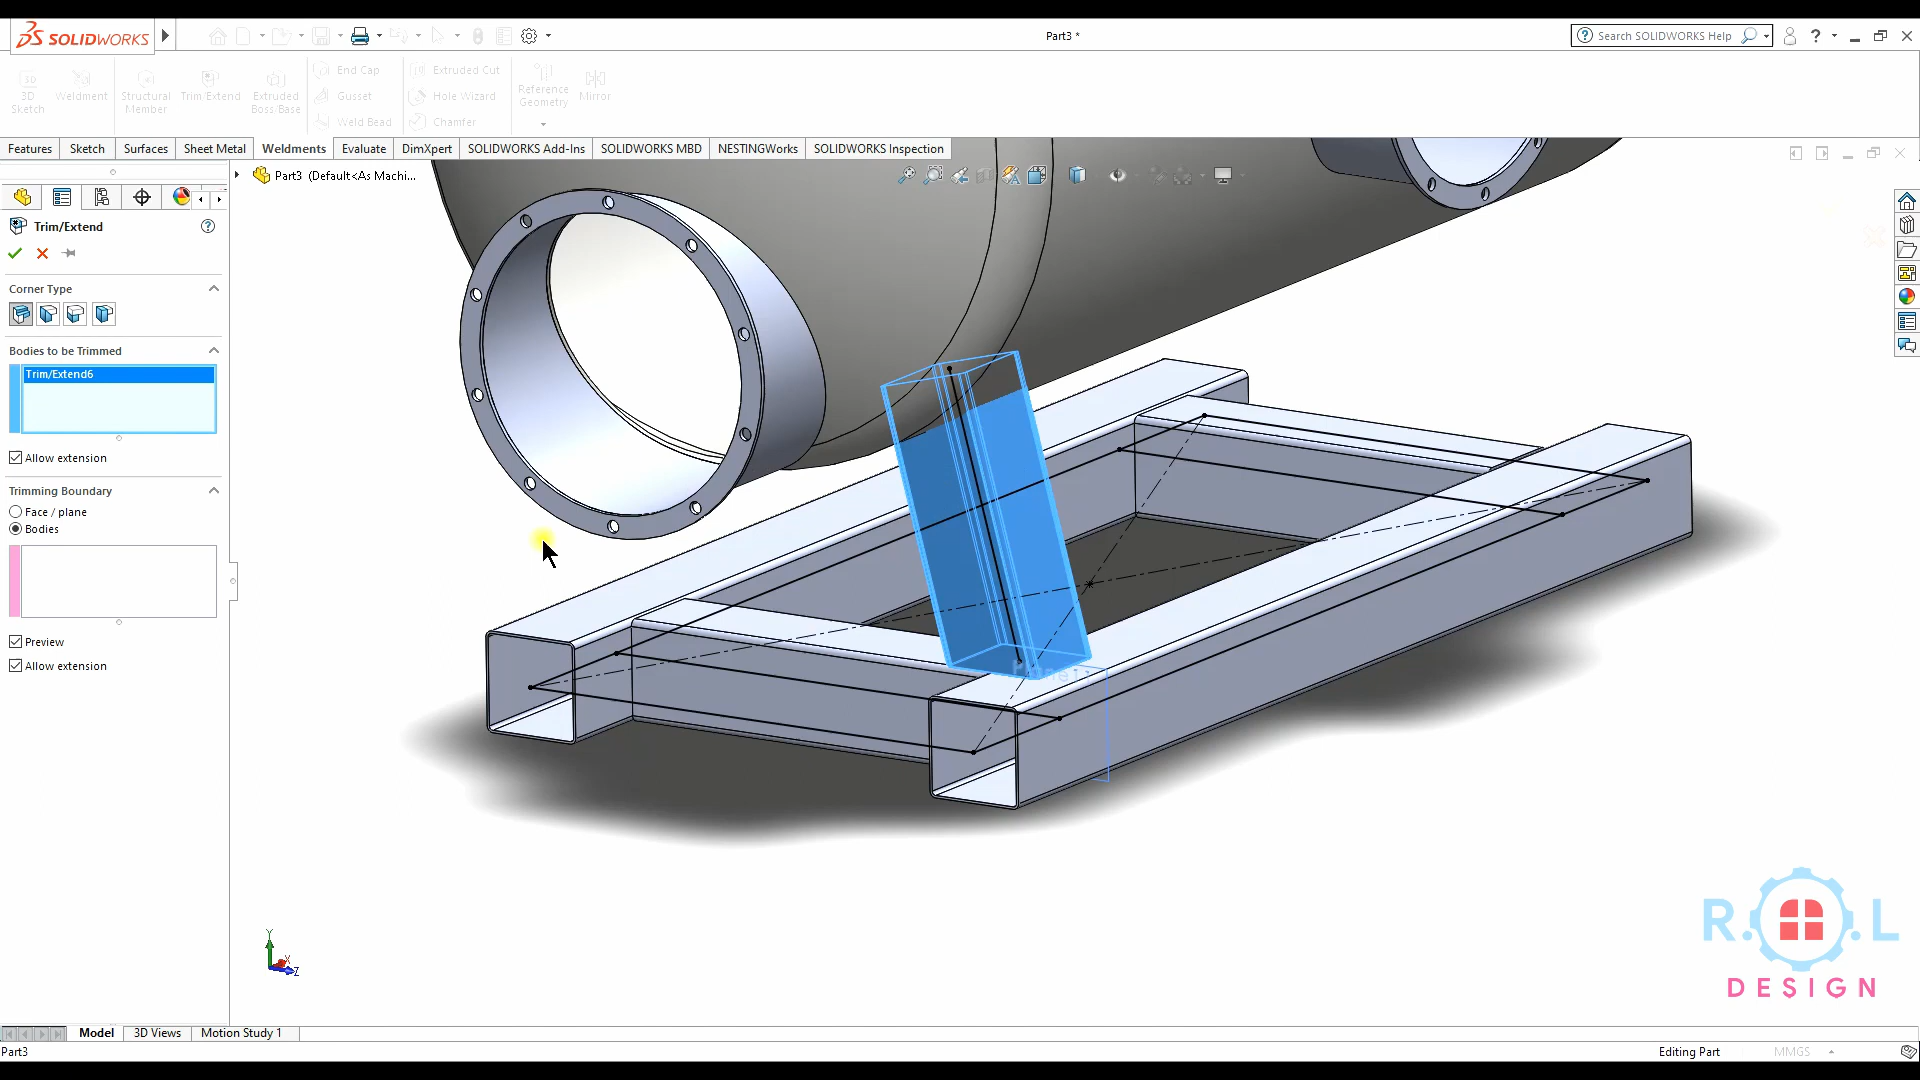 SOLIDWORKS
Part3 *
Search SOLIDWORKS Help
3D Sketch
Weldment
Structural Member
Trim/Extend
Extruded Boss/Base
End Cap
Gusset
Weld Bead
Extruded Cut
Hole Wizard
Chamfer
Reference Geometry
Mirror
Features
Sketch
Surfaces
Sheet Metal
Weldments
Evaluate
DimXpert
SOLIDWORKS Add-Ins
SOLIDWORKS MBD
NESTINGWorks
SOLIDWORKS Inspection
Part3 (Default<As Machi...
Trim/Extend
Corner Type
Bodies to be Trimmed
Trim/Extend6
Allow extension
Trimming Boundary
Face / plane
Bodies
Preview
Allow extension
Y
X
Z
R.O.L
DESIGN
Model
3D Views
Motion Study 1
Part3
Editing Part
MMGS